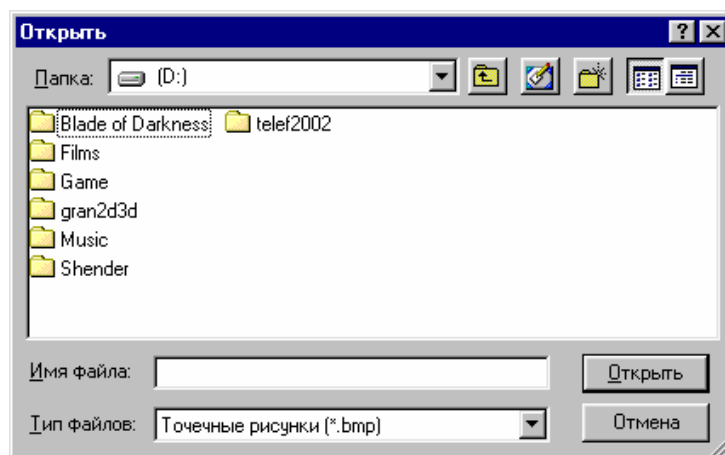 Открыть
Папка: (D:)
Blade of Darkness telef2002
Films
Game
gran2d3d
Music
Shender
Имя файла: Открыть
Тип файлов: Точечные рисунки (*.bmp) Отмена